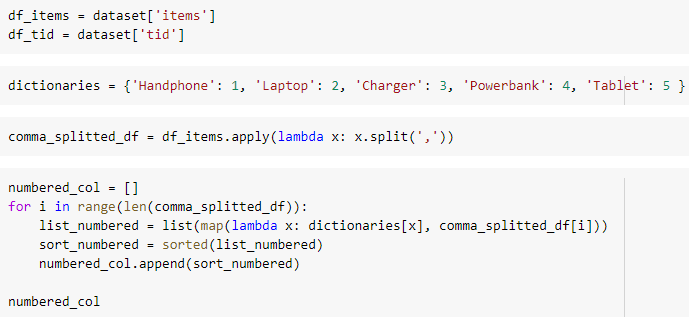 df_items = dataset['items']
df_tid = dataset['tid']
dictionaries = {'Handphone': 1, 'Laptop': 2, 'Charger': 3, 'Powerbank': 4, 'Tablet': 5 }
comma_splitted_df = df_items.apply(lambda x: x.split(','))
numbered_col = []
for i in range(len(comma_splitted_df)):
    list_numbered = list(map(lambda x: dictionaries[x], comma_splitted_df[i]))
    sort_numbered = sorted(list_numbered)
    numbered_col.append(sort_numbered)
numbered_col